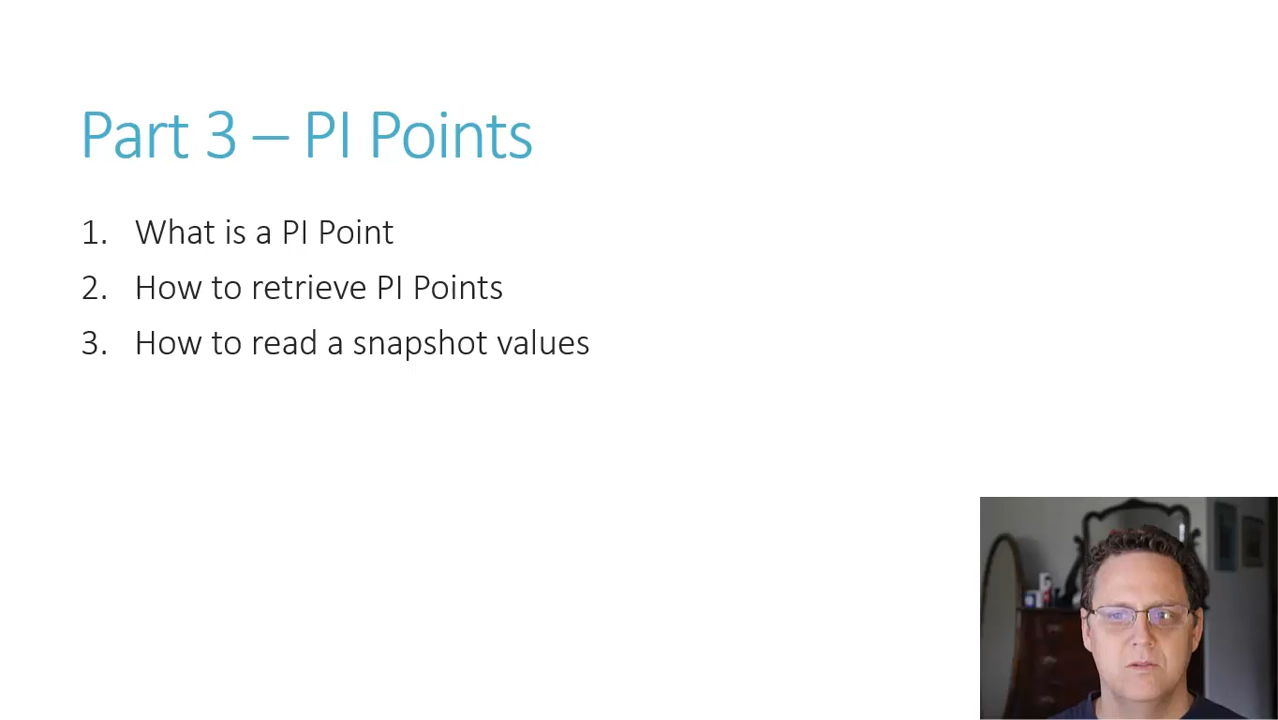 Part 3 – PI Points
1. What is a PI Point
2. How to retrieve PI Points
3. How to read a snapshot values